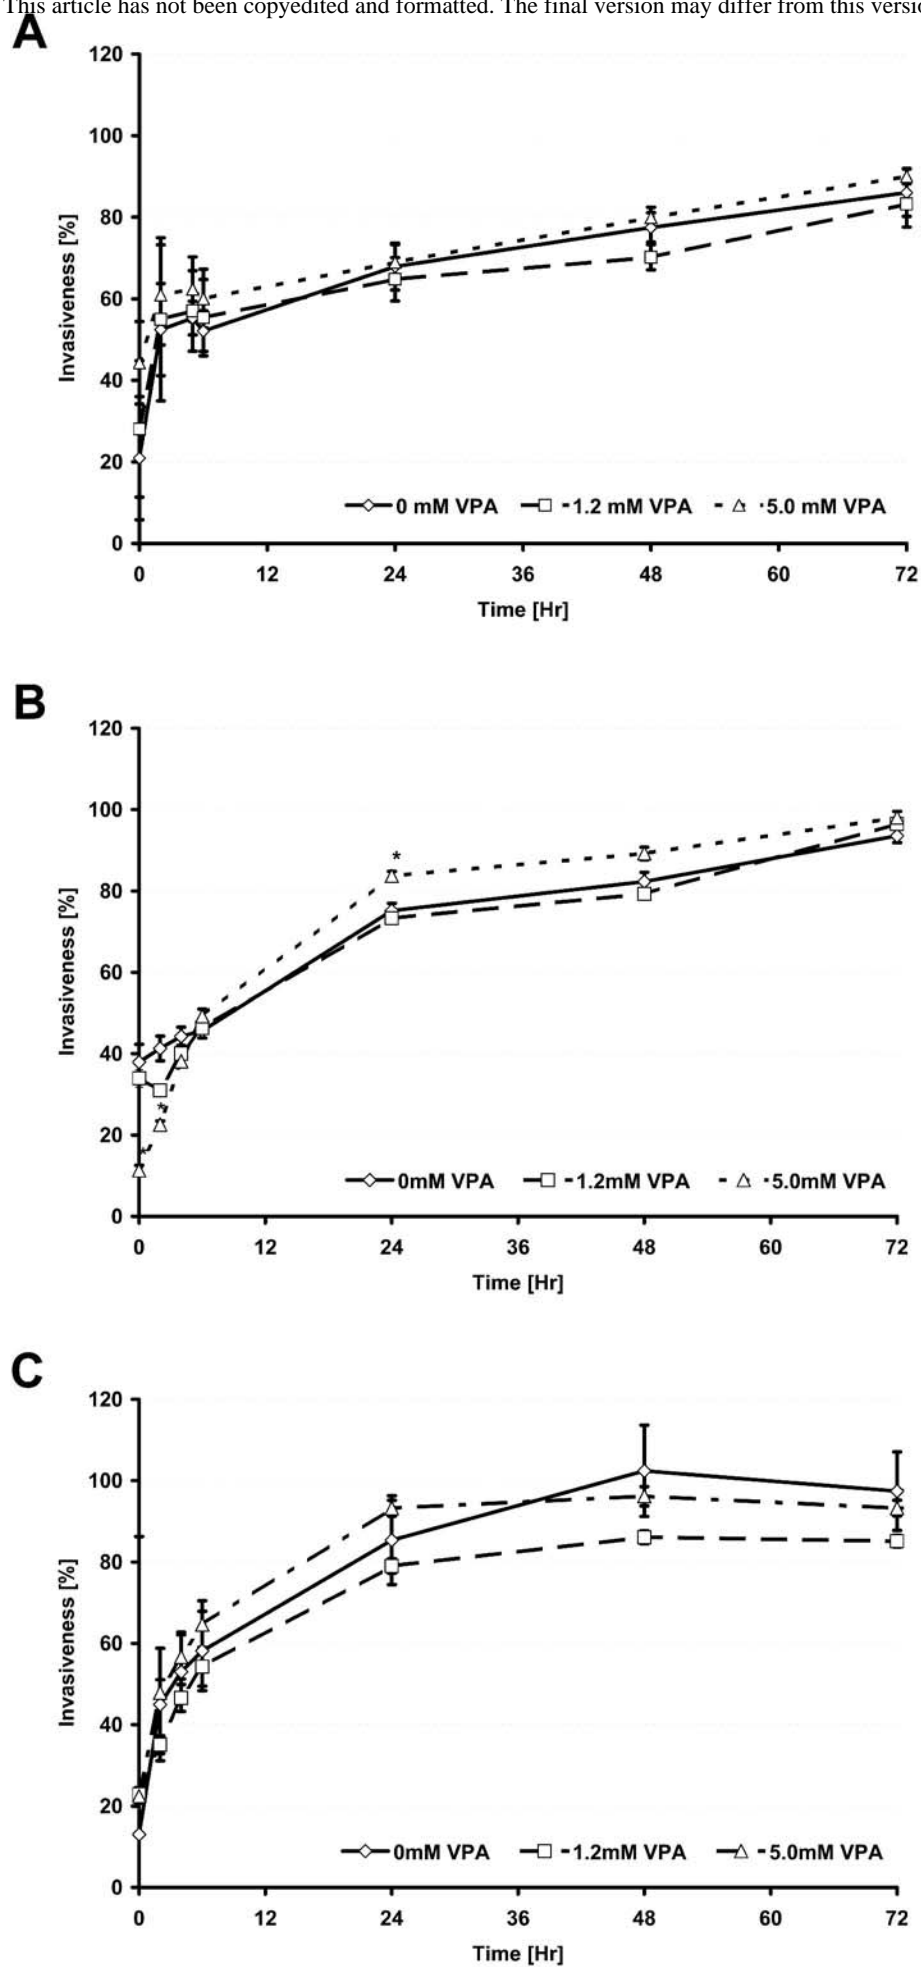 This article has not been copyedited and formatted. The final version may differ from this
A
120
100
80
60
40
20
0
Invasiveness [%]
0 mM VPA 1.2 mM VPA 5.0 mM VPA
0 12 24 36 48 60 72
Time [Hr]
B
120
100
80
60
40
20
0
Invasiveness [%]
*
*
*
0mM VPA 1.2mM VPA 5.0mM VPA
0 12 24 36 48 60 72
Time [Hr]
C
120
100
80
60
40
20
0
Invasiveness [%]
0mM VPA 1.2mM VPA 5.0mM VPA
0 12 24 36 48 60 72
Time [Hr]